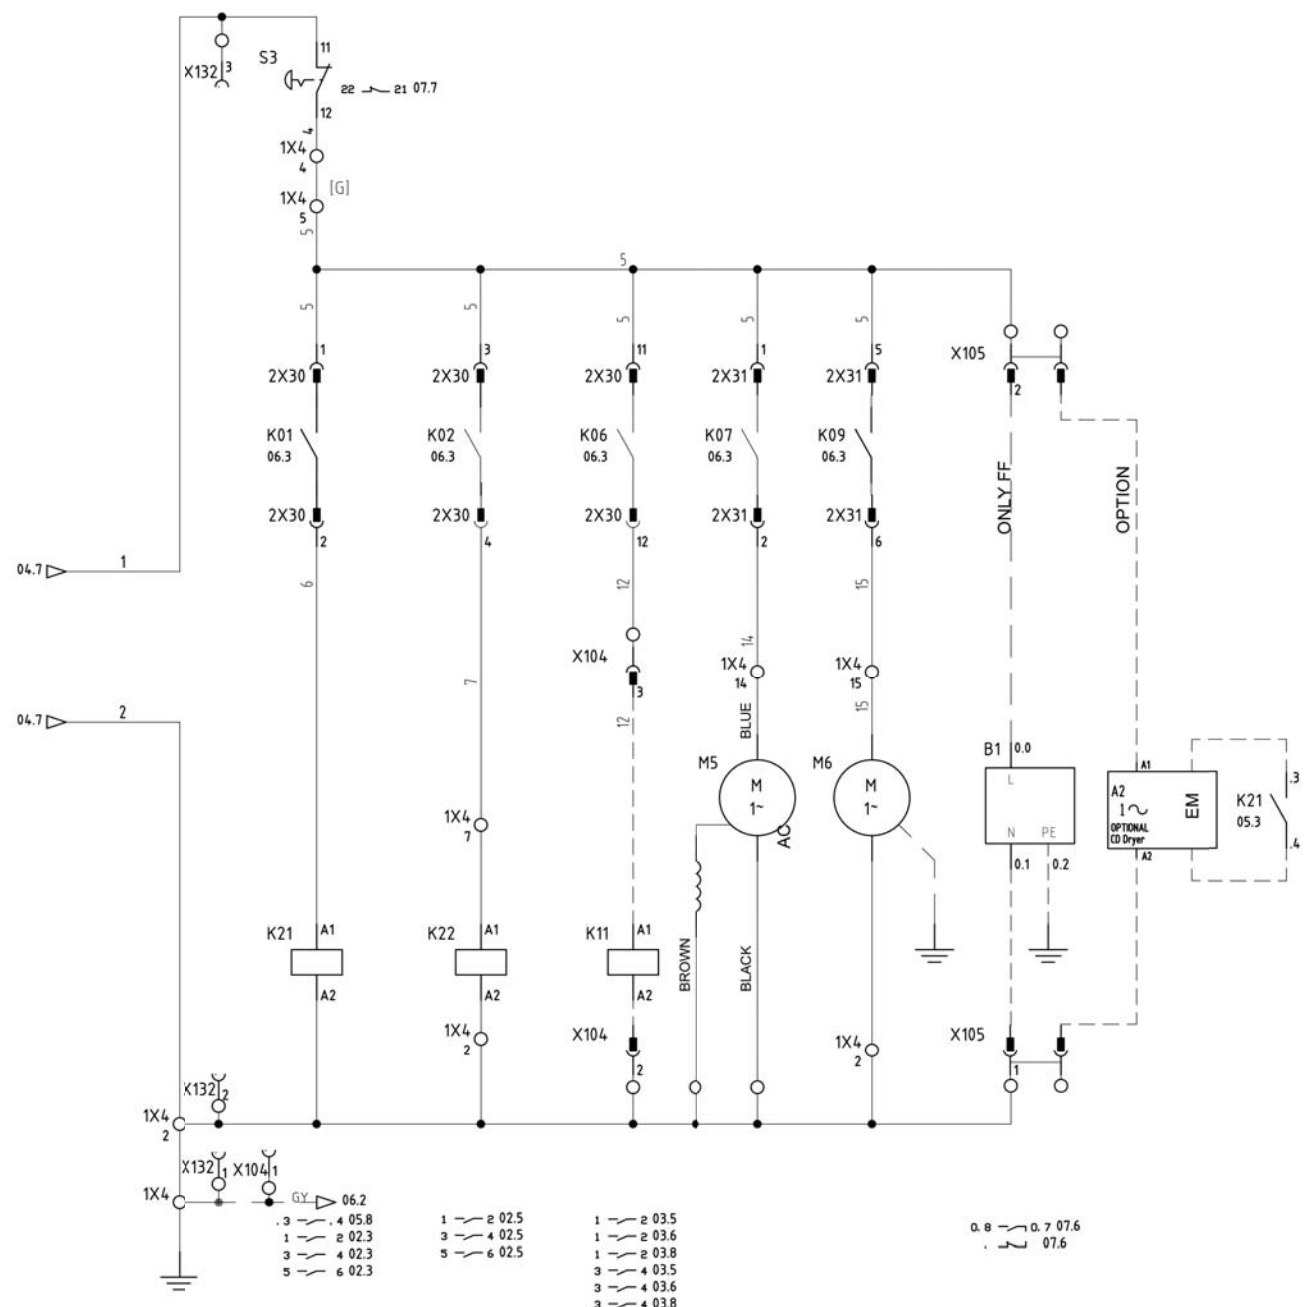 11
S3
X132 3
22 21 07.7
12
4
1X4
4
[G]
1X4
5
5
5
5 5 5 5 5
1 3 11 1 5
X105
2X30 2X30 2X30 2X31 2X31
2
K01 K02 K06 K07 K09
06.3 06.3 06.3 06.3 06.3
ONLY FF
OPTION
2X30 2X30 2X30 2X31 2X31
2 4 12 2 6
04.7 1
6 12 15
14
X104 1X4 1X4
3 14 15
7
04.7 2
12 BLUE 15
M5 M6 B1 0.0
A1
M M L A2 EM K21 .3
1~ 1~ 1~ 05.3
OPTIONAL
CD Dryer
1X4 AC N PE .4
7 0.1 0.2 A2
K21 A1 K22 A1 K11 A1
BROWN BLACK
A2 A2 A2
1X4 X104 1X4 X105
2 2 2 1
X132 2
1X4
2
X132 1 X104 1
1X4 GY 06.2
.3 .4 05.8
1 2 02.3
3 4 02.3
5 6 02.3
1 2 02.5
3 4 02.5
5 6 02.5
1 2 03.5
1 2 03.6
1 2 03.8
3 4 03.5
3 4 03.6
3 4 03.8
0.8 0.7 07.6
. . 07.6